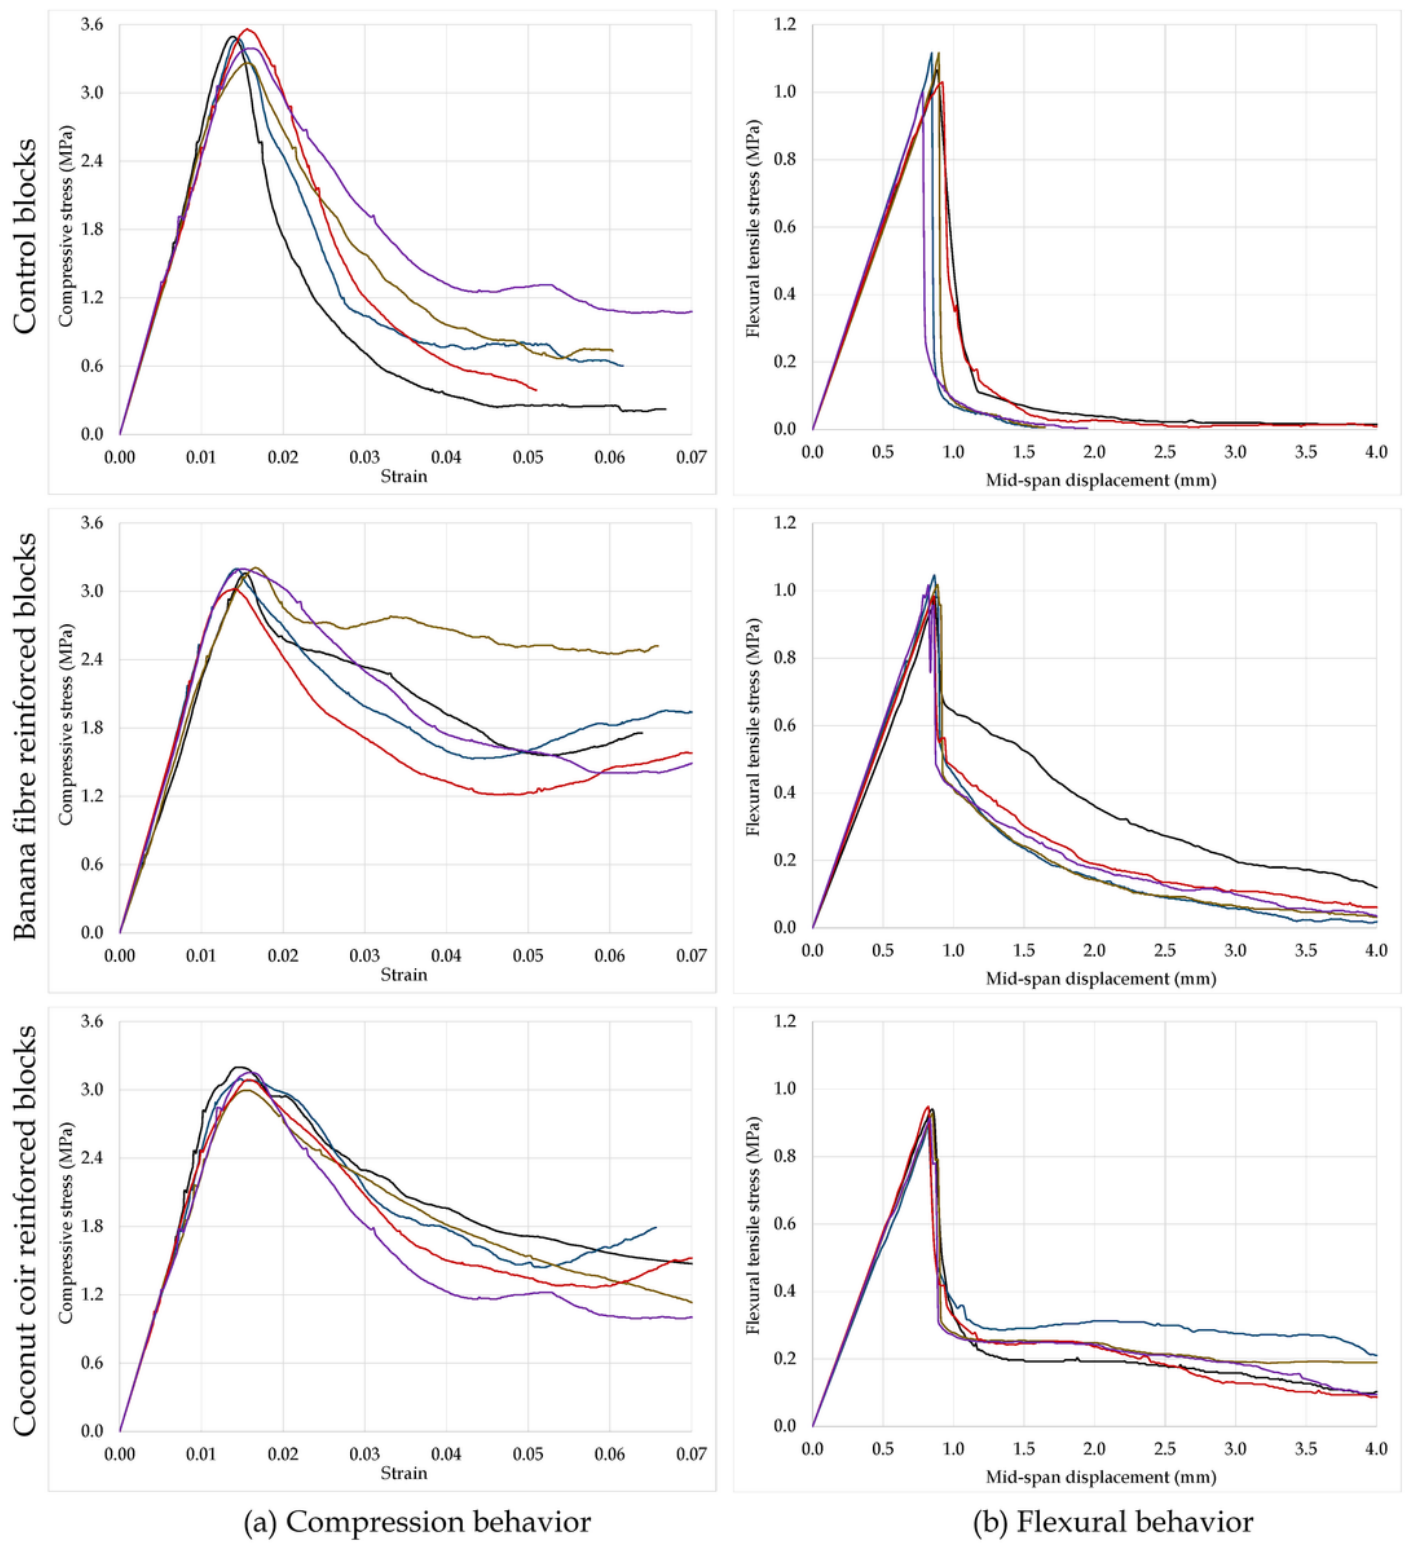 Control blocks
Compressive stress (MPa)
3.6
3.0
2.4
1.8
1.2
0.6
0.0
0.00 0.01 0.02 0.03 0.04 0.05 0.06 0.07
Strain
Flexural tensile stress (MPa)
1.2
1.0
0.8
0.6
0.4
0.2
0.0
0.0 0.5 1.0 1.5 2.0 2.5 3.0 3.5 4.0
Mid-span displacement (mm)
Banana fibre reinforced blocks
Compressive stress (MPa)
3.6
3.0
2.4
1.8
1.2
0.6
0.0
0.00 0.01 0.02 0.03 0.04 0.05 0.06 0.07
Strain
Flexural tensile stress (MPa)
1.2
1.0
0.8
0.6
0.4
0.2
0.0
0.0 0.5 1.0 1.5 2.0 2.5 3.0 3.5 4.0
Mid-span displacement (mm)
Coconut coir reinforced blocks
Compressive stress (MPa)
3.6
3.0
2.4
1.8
1.2
0.6
0.0
0.00 0.01 0.02 0.03 0.04 0.05 0.06 0.07
Strain
Flexural tensile stress (MPa)
1.2
1.0
0.8
0.6
0.4
0.2
0.0
0.0 0.5 1.0 1.5 2.0 2.5 3.0 3.5 4.0
Mid-span displacement (mm)
(a) Compression behavior
(b) Flexural behavior